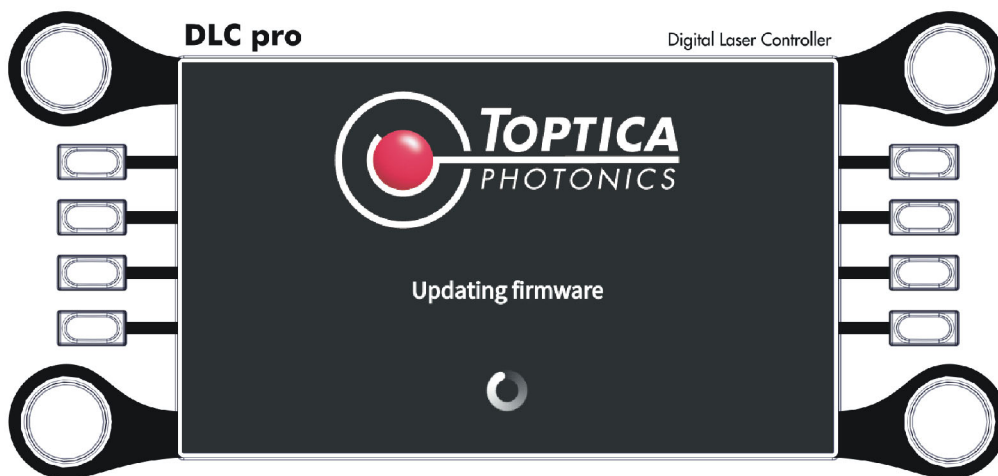 DLC pro
Digital Laser Controller
TOPTICA
PHOTONICS
Updating firmware